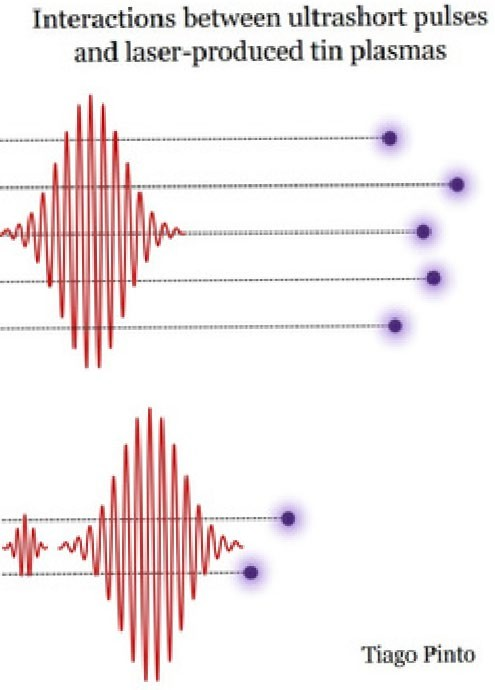 Interactions between ultrashort pulses
and laser-produced tin plasmas
Tiago Pinto